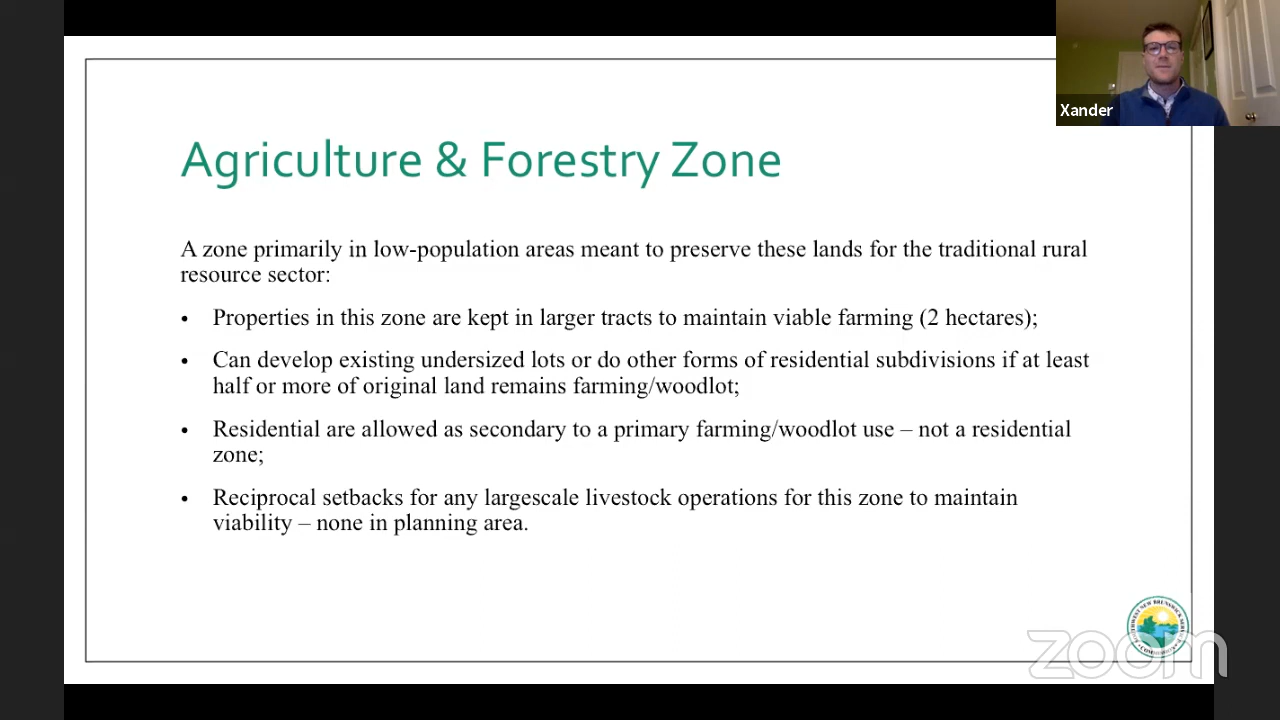 Xander
Agriculture & Forestry Zone
A zone primarily in low-population areas meant to preserve these lands for the traditional rural
resource sector:
• Properties in this zone are kept in larger tracts to maintain viable farming (2 hectares);
• Can develop existing undersized lots or do other forms of residential subdivisions if at least
half or more of original land remains farming/woodlot;
• Residential are allowed as secondary to a primary farming/woodlot use – not a residential
zone;
• Reciprocal setbacks for any largescale livestock operations for this zone to maintain
viability – none in planning area.
zoom